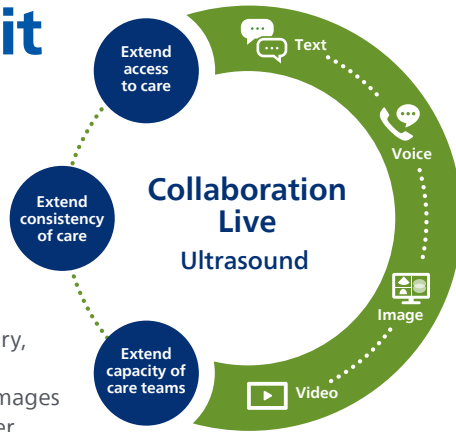 it
Extend
access
to care
Text
Voice
Extend
consistency
of care
Collaboration
Live
Ultrasound
Image
Extend
capacity of
care teams
Video
ry,
mages
er